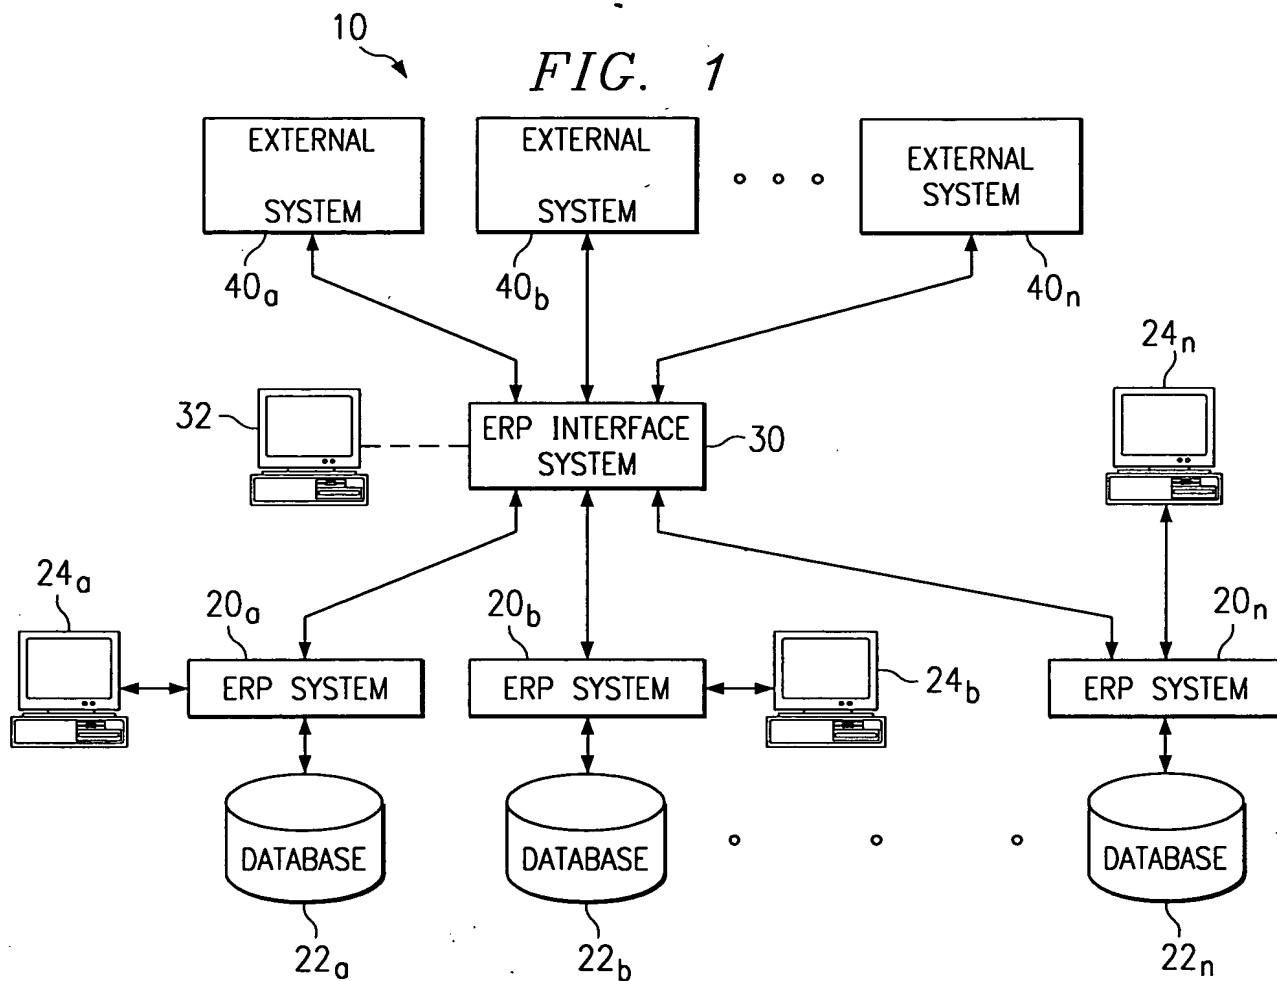 10
FIG. 1
EXTERNAL
SYSTEM
EXTERNAL
SYSTEM
EXTERNAL
SYSTEM
40a
40b
40n
24n
32
ERP INTERFACE
SYSTEM
30
24a
20a
20b
20n
ERP SYSTEM
ERP SYSTEM
24b
ERP SYSTEM
DATABASE
DATABASE
DATABASE
22a
22b
22n